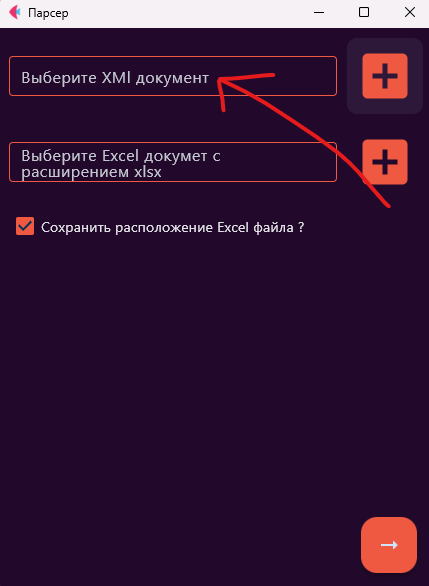 Парсер
Выберите XMl документ
Выберите Excel докумет с
расширением xlsx
Сохранить расположение Excel файла ?